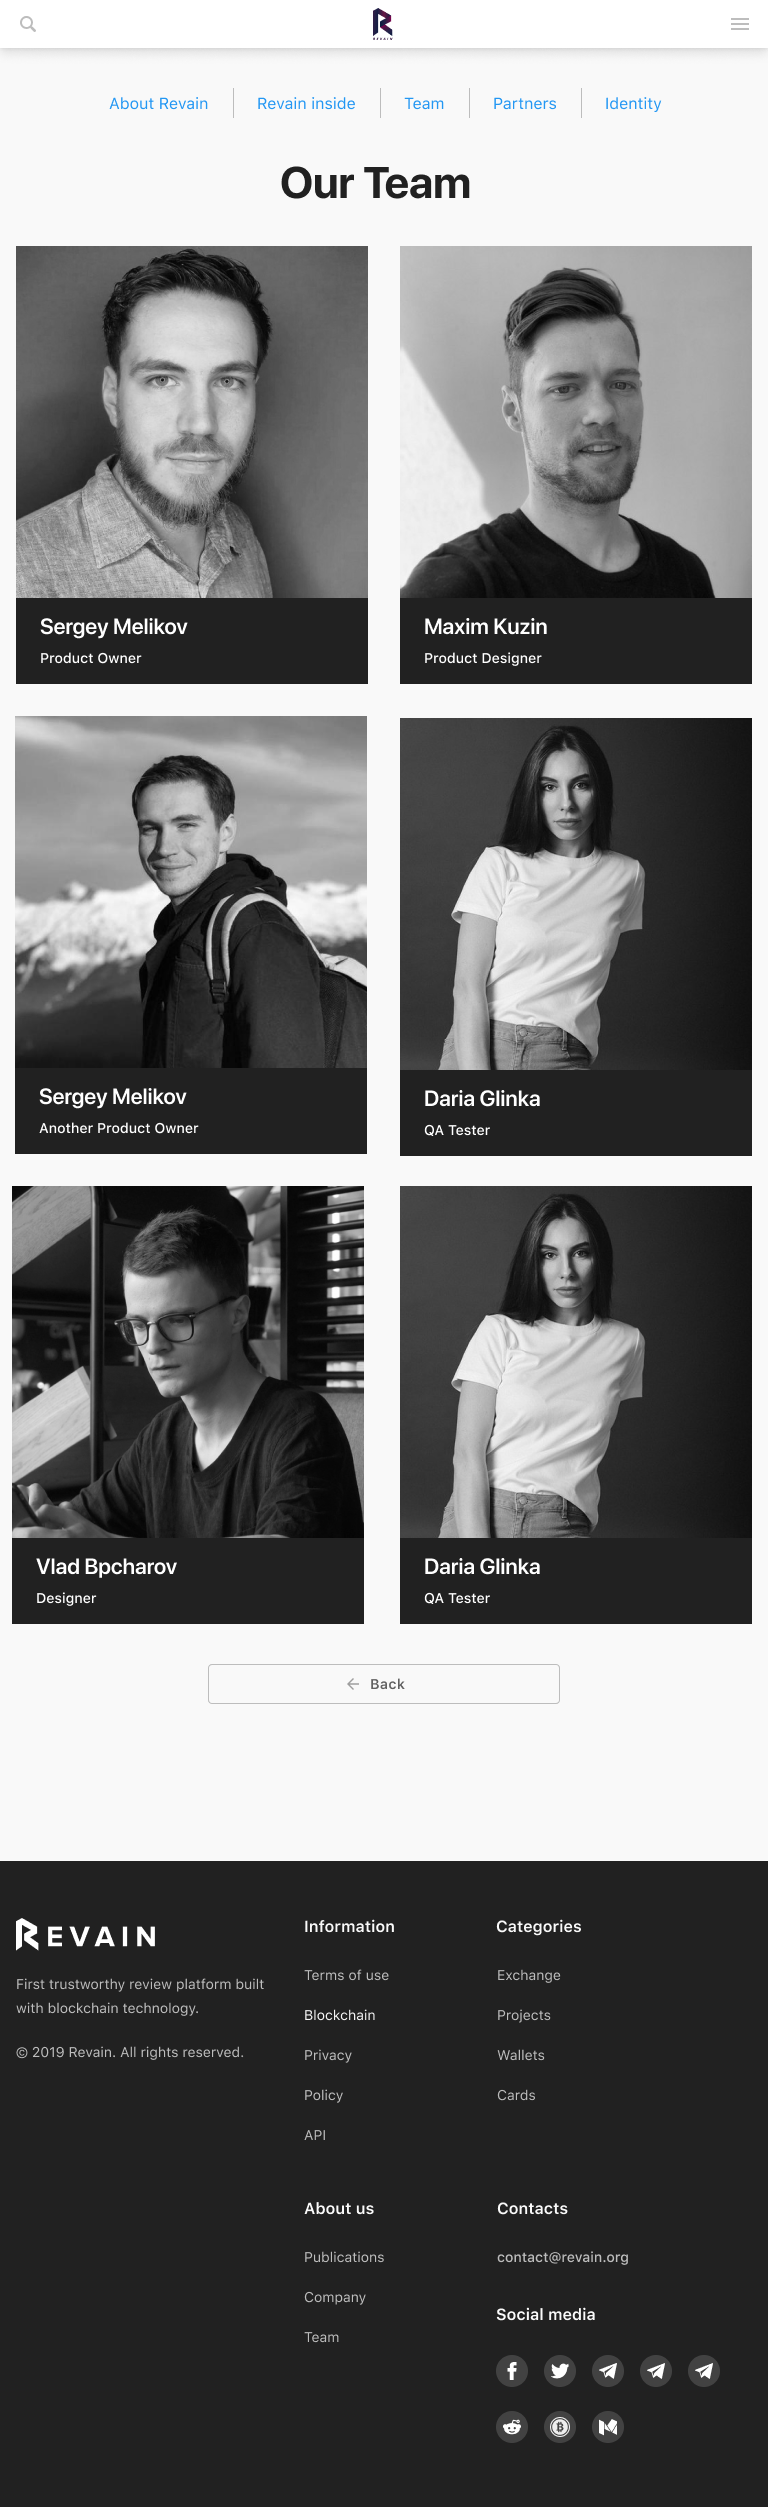 REVAIN
About Revain
Revain inside
Team
Partners
Identity
Our Team
Sergey Melikov
Product Owner
Maxim Kuzin
Product Designer
Sergey Melikov
Another Product Owner
Daria Glinka
QA Tester
Vlad Bpcharov
Designer
Daria Glinka
QA Tester
Back
REVAIN
First trustworthy review platform built
with blockchain technology.
© 2019 Revain. All rights reserved.
Information
Terms of use
Blockchain
Privacy
Policy
API
Categories
Exchange
Projects
Wallets
Cards
About us
Publications
Company
Team
Contacts
contact@revain.org
Social media